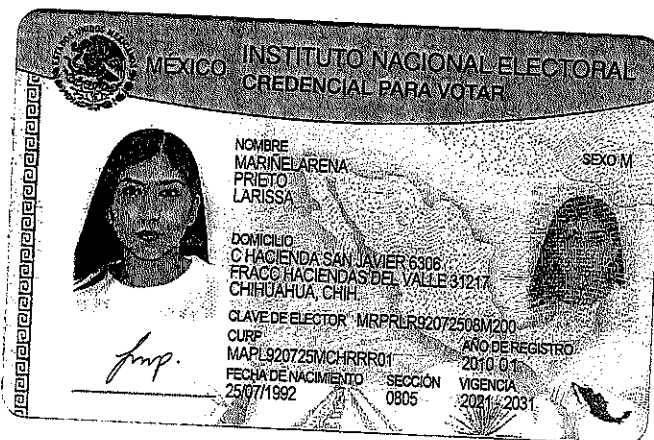 MÉXICO INSTITUTO NACIONAL ELECTORAL
CREDENCIAL PARA VOTAR
NOMBRE
MARIÑELARENA
PRIETO
LARISSA
SEXO M
DOMICILIO
C HACIENDA SAN JAVIER 6306
FRACC HACIENDAS DEL VALLE 31217
CHIHUAHUA, CHIH.
CLAVE DE ELECTOR MRPRLR92072508M200
CURP
MAPL920725MCHRRR01
AÑO DE REGISTRO
2010 01
FECHA DE NACIMIENTO
25/07/1992
SECCIÓN
0805
VIGENCIA
2021 - 2031